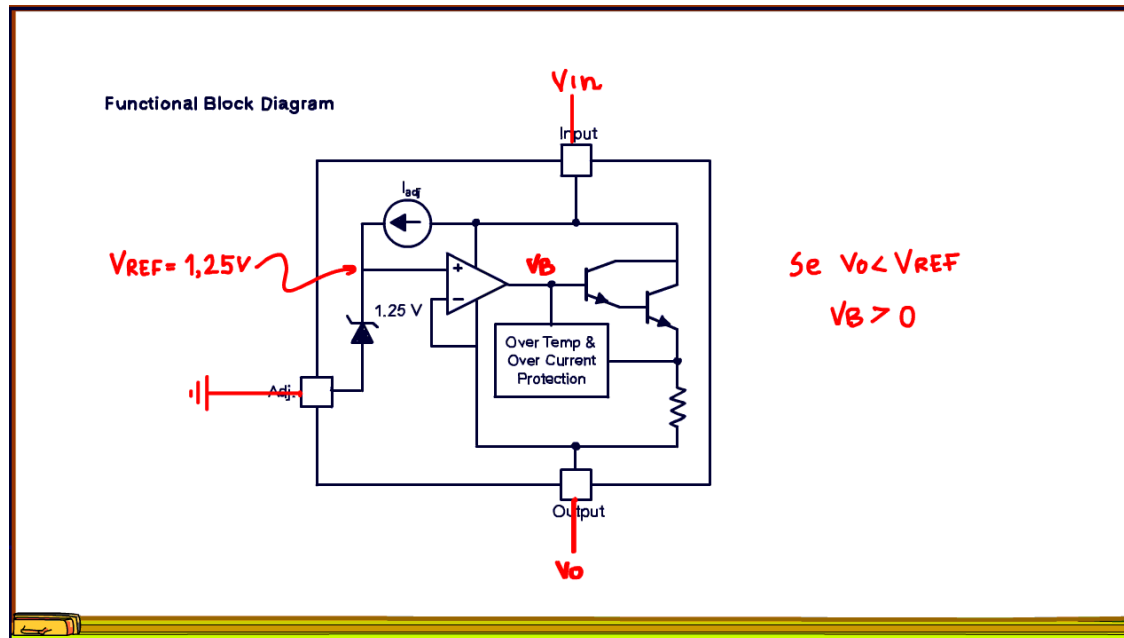 Vin
Functional Block Diagram
Input
Iadj
VREF = 1,25V
+
VB
Se Vo < VREF
−
1.25 V
VB > 0
Over Temp &
Over Current
Protection
Adj.
Output
Vo